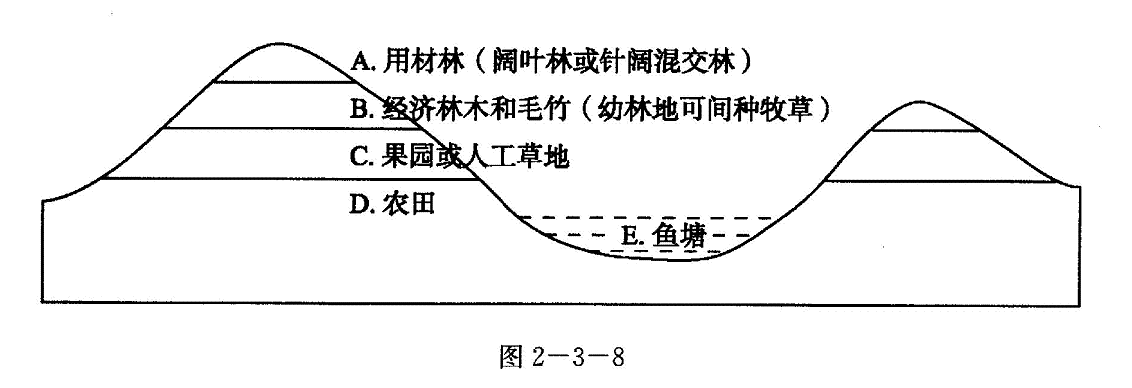 A. 用材林（阔叶林或针阔混交林）
B. 经济林木和毛竹（幼林地可间种牧草）
C. 果园或人工草地
D. 农田
E. 鱼塘
图2－3－8